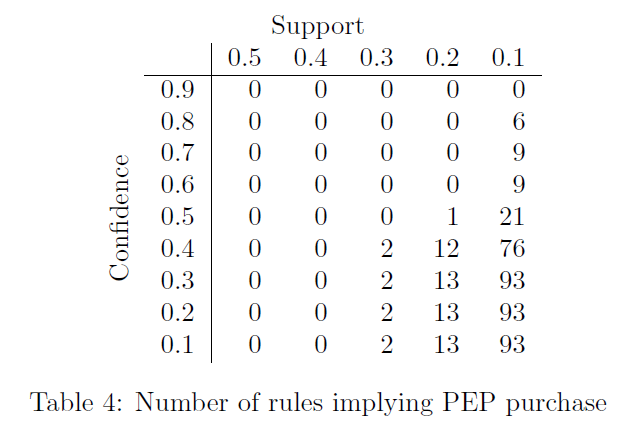 Support
0.5 0.4 0.3 0.2 0.1
Confidence
0.9 0 0 0 0 0
0.8 0 0 0 0 6
0.7 0 0 0 0 9
0.6 0 0 0 0 9
0.5 0 0 0 1 21
0.4 0 0 2 12 76
0.3 0 0 2 13 93
0.2 0 0 2 13 93
0.1 0 0 2 13 93
Table 4: Number of rules implying PEP purchase